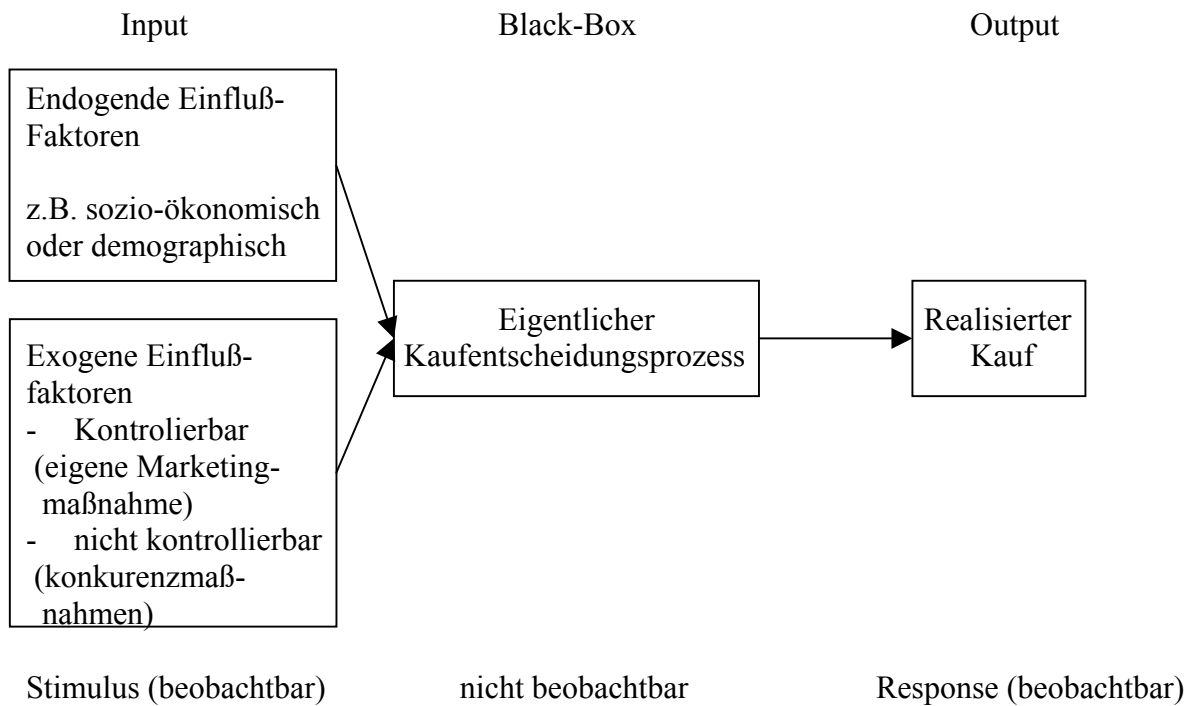 Input
Black-Box
Output
Endogende Einfluß-
Faktoren
z.B. sozio-ökonomisch
oder demographisch
Exogene Einfluß-
faktoren
- Kontrolierbar
(eigene Marketing-
maßnahme)
- nicht kontrollierbar
(konkurenzmaß-
nahmen)
Eigentlicher
Kaufentscheidungsprozess
Realisierter
Kauf
Stimulus (beobachtbar)
nicht beobachtbar
Response (beobachtbar)